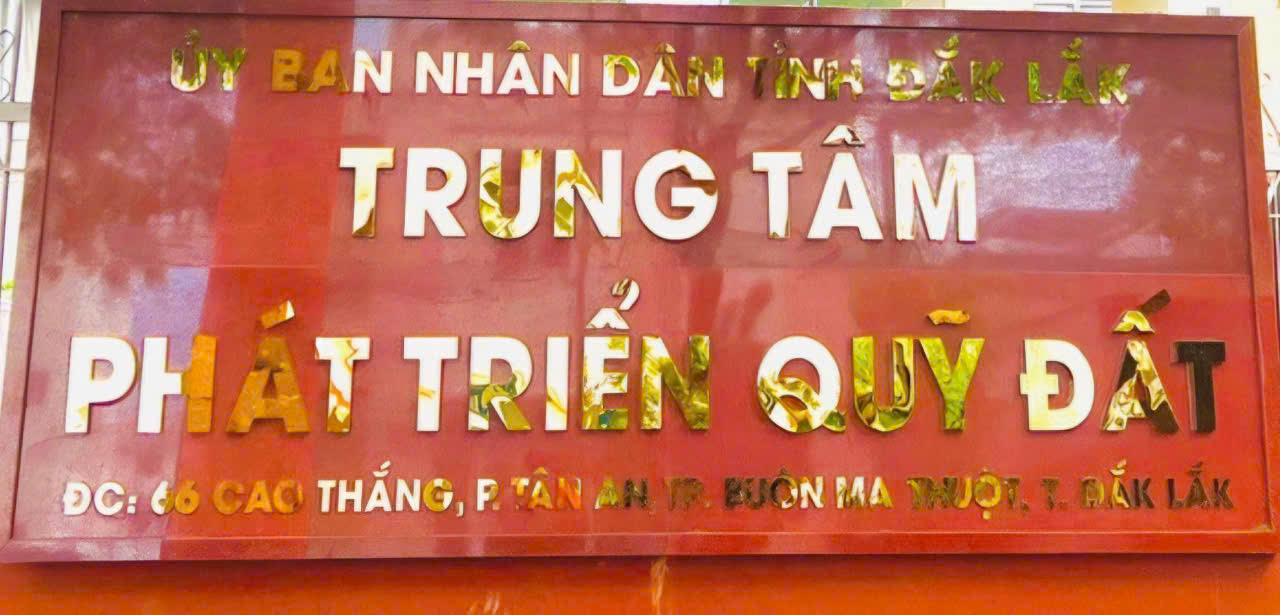 ỦY BAN NHÂN DÂN TỈNH ĐẮK LẮK
TRUNG TÂM
PHÁT TRIỂN QUỸ ĐẤT
ĐC: 66 CAO THẮNG, P. TÂN AN, TP. BUÔN MA THUỘT, T. ĐẮK LẮK